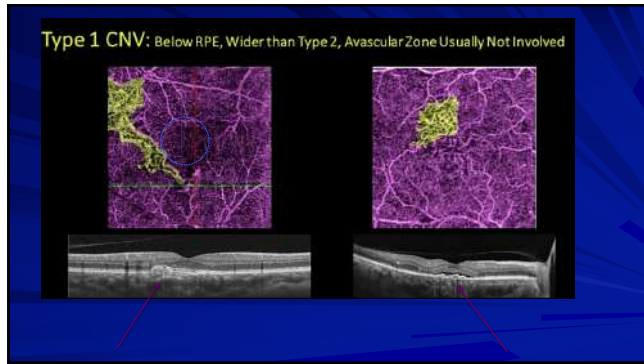 Type 1 CNV: Below RPE, Wider than Type 2, Avascular Zone Usually Not Involved